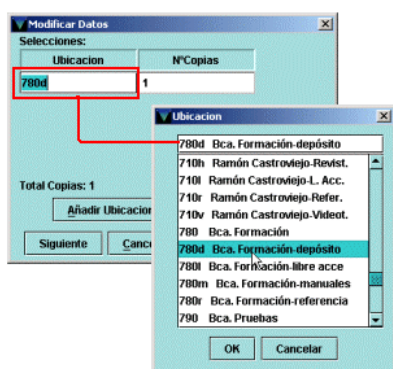 Modificar Datos
Selecciones:
Ubicacion NºCopias
780d 1
Total Copias: 1
Añadir Ubicacion
Siguiente
Ubicacion
780d Bca. Formación-depósito
710h Ramón Castroviejo-Revist.
710l Ramón Castroviejo-L. Acc.
710r Ramón Castroviejo-Refer.
710v Ramón Castroviejo-Videot.
780 Bca. Formación
780d Bca. Formación-depósito
780l Bca. Formación-libre acce
780m Bca. Formación-manuales
780r Bca. Formación-referencia
790 Bca. Pruebas
OK Cancelar